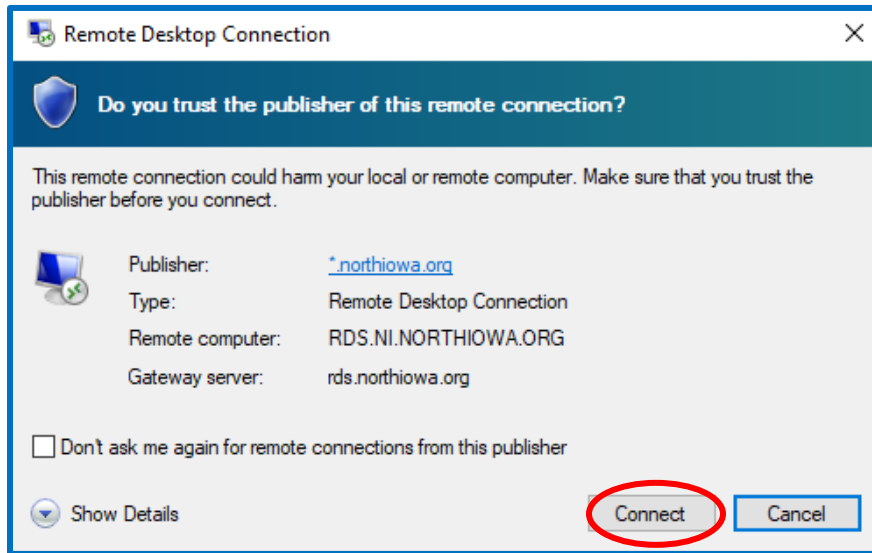 Remote Desktop Connection
Do you trust the publisher of this remote connection?
This remote connection could harm your local or remote computer. Make sure that you trust the
publisher before you connect.
Publisher: *.northiowa.org
Type: Remote Desktop Connection
Remote computer: RDS.NI.NORTHIOWA.ORG
Gateway server: rds.northiowa.org
Don't ask me again for remote connections from this publisher
Show Details Connect Cancel